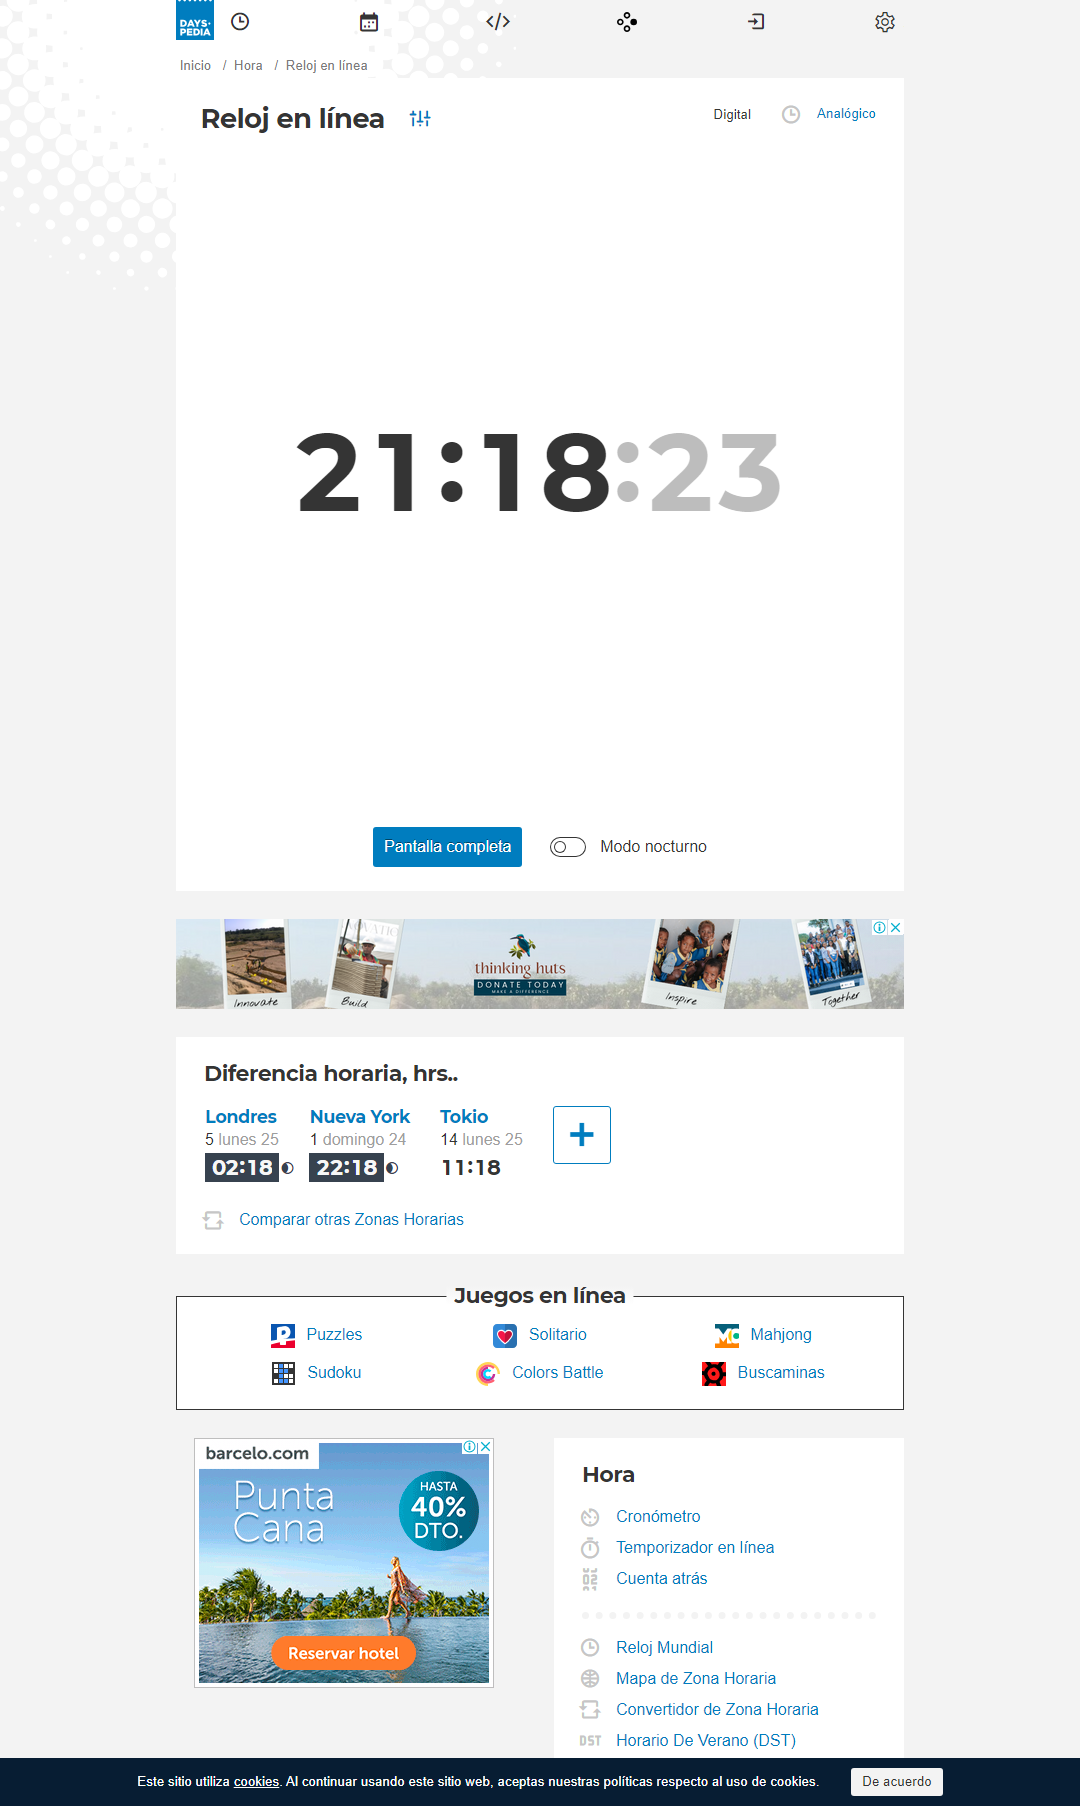 DAYS·
PEDIA
Inicio / Hora / Reloj en línea
Reloj en línea
Digital
Analógico
21:18:23
Pantalla completa
Modo nocturno
Innovate
Build
thinking huts
DONATE TODAY
MAKE A DIFFERENCE
Inspire
Together
Diferencia horaria, hrs..
Londres
5 lunes 25
02:18
Nueva York
1 domingo 24
22:18
Tokio
14 lunes 25
11:18
Comparar otras Zonas Horarias
Juegos en línea
Puzzles
Solitario
Mahjong
Sudoku
Colors Battle
Buscaminas
barcelo.com
Punta
Cana
HASTA
40%
DTO.
Reservar hotel
Hora
Cronómetro
Temporizador en línea
Cuenta atrás
Reloj Mundial
Mapa de Zona Horaria
Convertidor de Zona Horaria
DST Horario De Verano (DST)
Este sitio utiliza cookies. Al continuar usando este sitio web, aceptas nuestras políticas respecto al uso de cookies.
De acuerdo